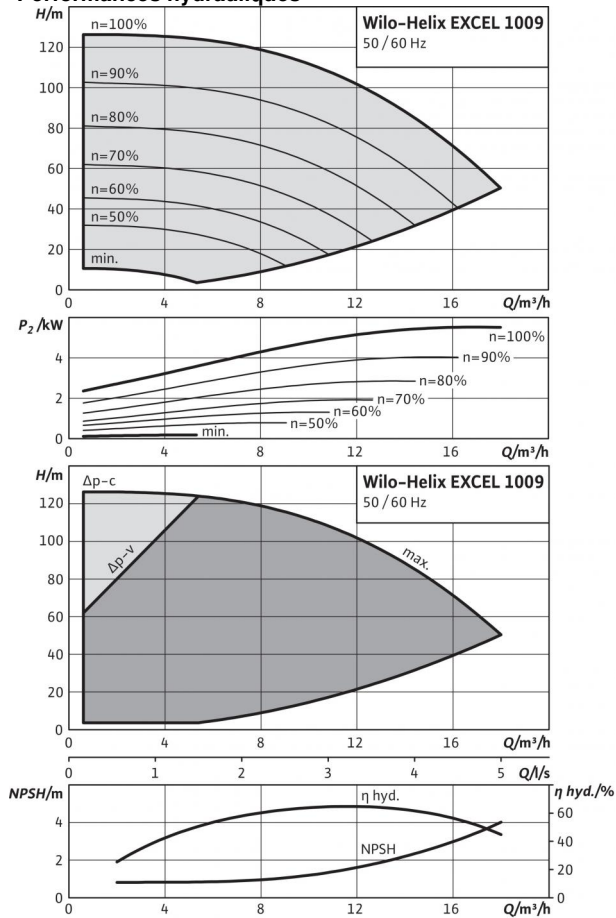 Performances hydrauliques
H/m
Wilo-Helix EXCEL 1009
50/60 Hz
n=100%
n=90%
n=80%
n=70%
n=60%
n=50%
min.
120
100
80
60
40
20
0
0 4 8 12 16 Q/m³/h
P₂/kW
n=100%
n=90%
n=80%
n=70%
n=60%
n=50%
min.
4
2
0
0 4 8 12 16 Q/m³/h
H/m
Wilo-Helix EXCEL 1009
50/60 Hz
Δp-c
Δp-v
max.
120
100
80
60
40
20
0
0 4 8 12 16 Q/m³/h
0 1 2 3 4 5 Q/l/s
NPSH/m
η hyd./%
η hyd.
NPSH
4
2
0
60
40
20
0
0 4 8 12 16 Q/m³/h